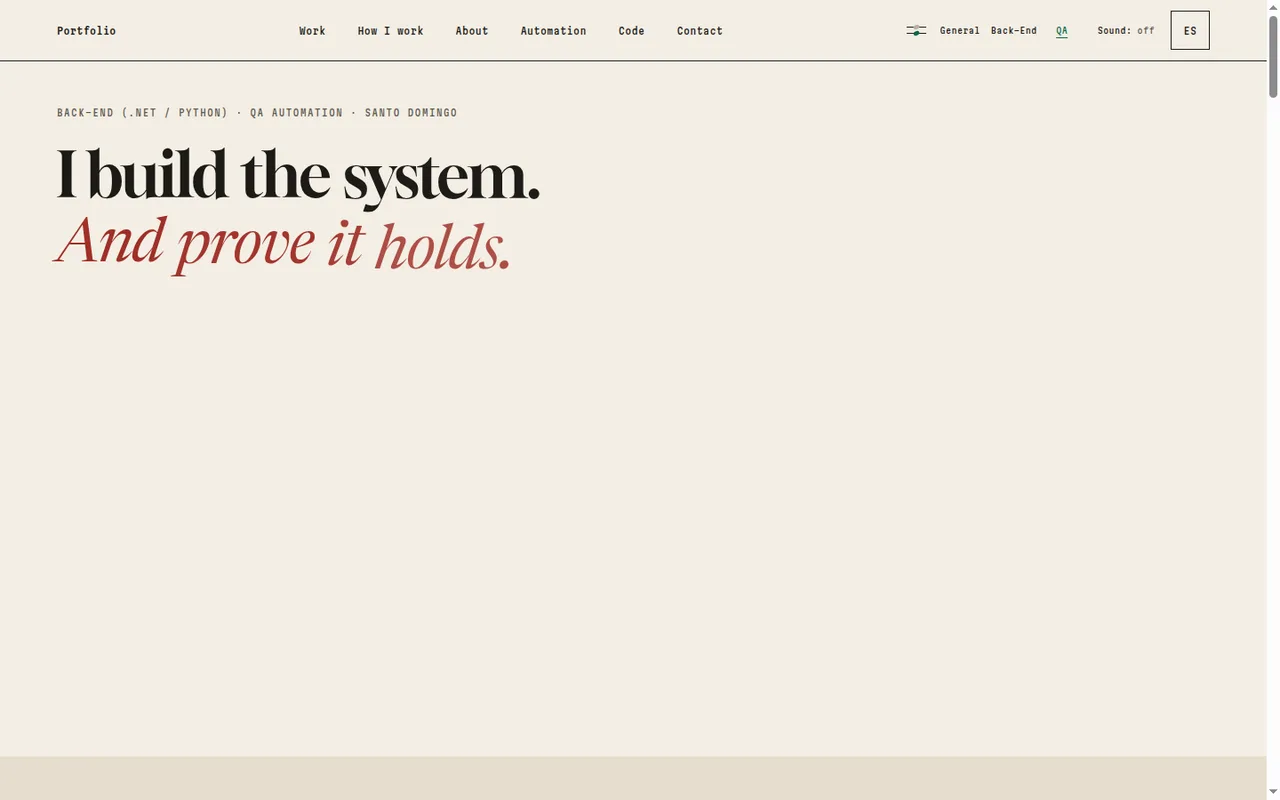 Portfolio
Work How I work About Automation Code Contact
General Back-End QA Sound: off ES
BACK-END (.NET / PYTHON) · QA AUTOMATION · SANTO DOMINGO
I build the system.
And prove it holds.